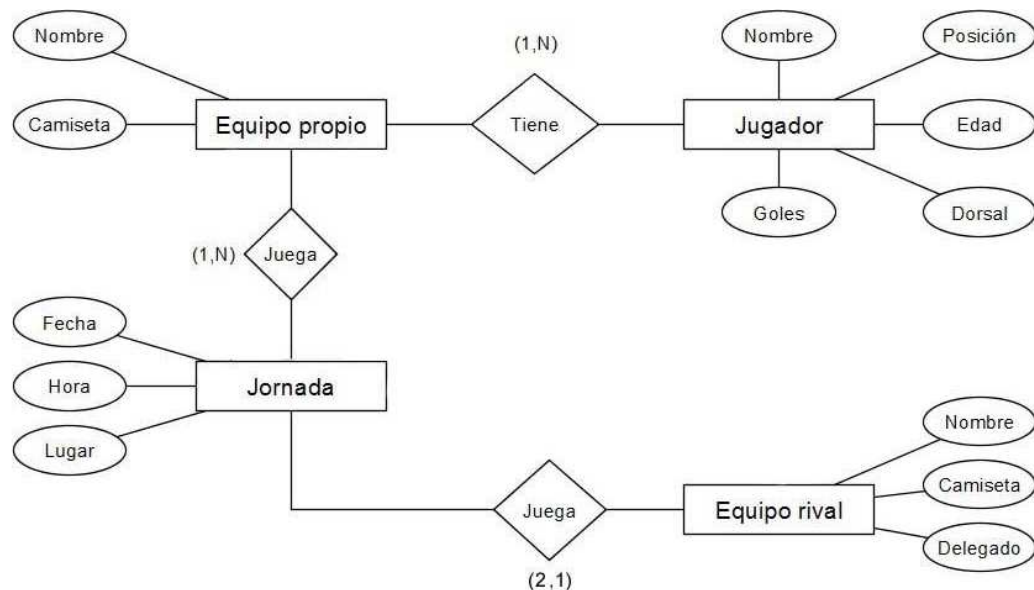 Nombre
(1,N)
Nombre
Posición
Camiseta
Equipo propio
Tiene
Jugador
Edad
Goles
Dorsal
(1,N)
Juega
Fecha
Hora
Jornada
Lugar
Nombre
Juega
Equipo rival
Camiseta
Delegado
(2,1)